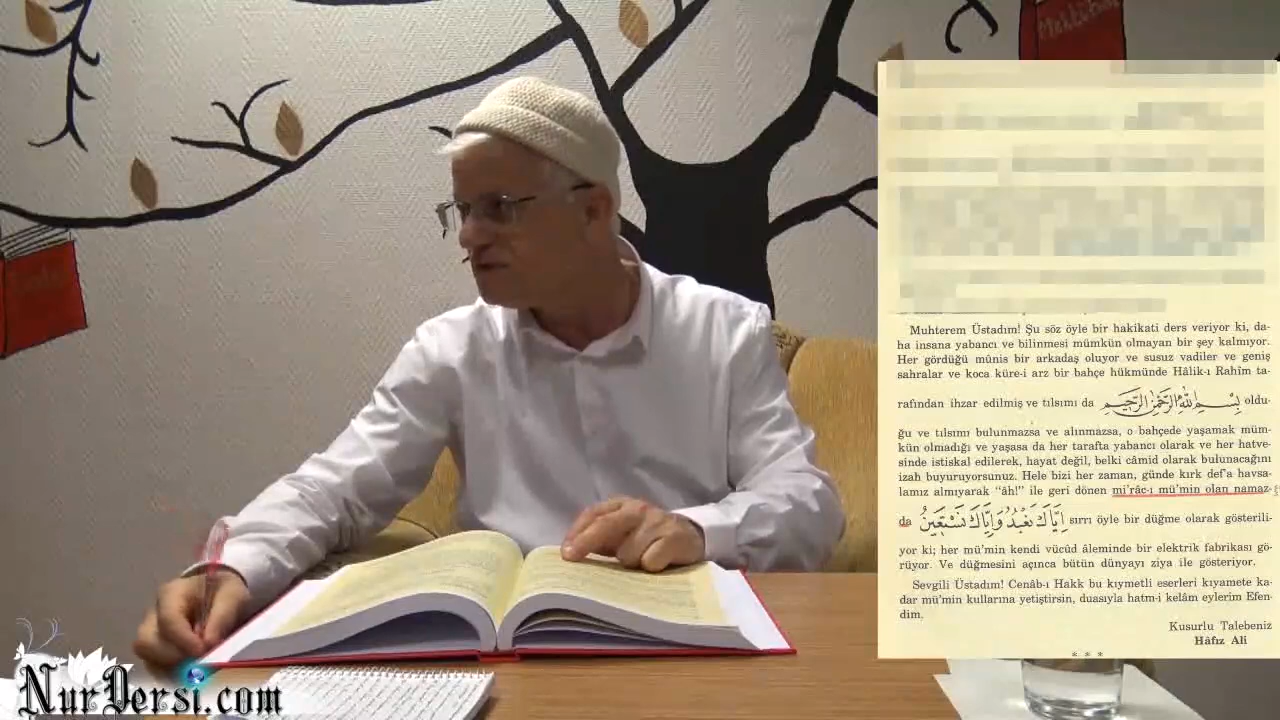 Mektubat
Muhterem Üstadım! Şu söz öyle bir hakikati ders veriyor ki, da-
ha insana yabancı ve bilinmesi mümkün olmayan bir şey kalmıyor.
Her gördüğü mûnis bir arkadaş oluyor ve susuz vadiler ve geniş
sahralar ve koca küre-i arz bir bahçe hükmünde Hâlik-ı Rahîm ta-
rafından ihzar edilmiş ve tılsımı da بِسْمِ اللّٰهِ الرَّحْمٰنِ الرَّحِيمِ oldu-
ğu ve tılsımı bulunmazsa ve alınmazsa, o bahçede yaşamak müm-
kün olmadığı ve yaşasa da her tarafta yabancı olarak ve her hatve-
sinde istiskal edilerek, hayat değil, belki câmid olarak bulunacağını
izah buyuruyorsunuz. Hele bizi her zaman, günde kırk def'a havsa-
lamız almıyarak "âh!" ile geri dönen mi'râc-ı mü'min olan namaz-
da اِيَّاكَ نَعْبُدُ وَاِيَّاكَ نَسْتَعِينُ sırrı öyle bir düğme olarak gösterili-
yor ki; her mü'min kendi vücûd âleminde bir elektrik fabrikası gö-
rüyor. Ve düğmesini açınca bütün dünyayı ziya ile gösteriyor.
Sevgili Üstadım! Cenâb-ı Hakk bu kıymetli eserleri kıyamete ka-
dar mü'min kullarına yetiştirsin, duasıyla hatm-i kelâm eylerim Efen-
dim.
Kusurlu Talebeniz
Hâfız Ali
* * *
NurDersi.com